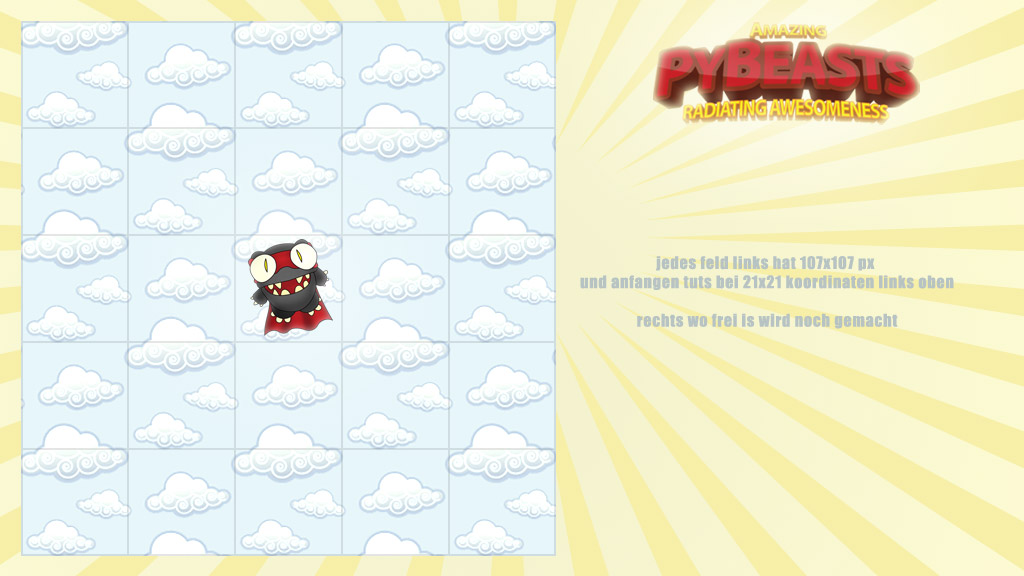 AMAZING
PYBEASTS
RADIATING AWESOMENESS
jedes feld links hat 107x107 px
und anfangen tuts bei 21x21 koordinaten links oben
rechts wo frei is wird noch gemacht